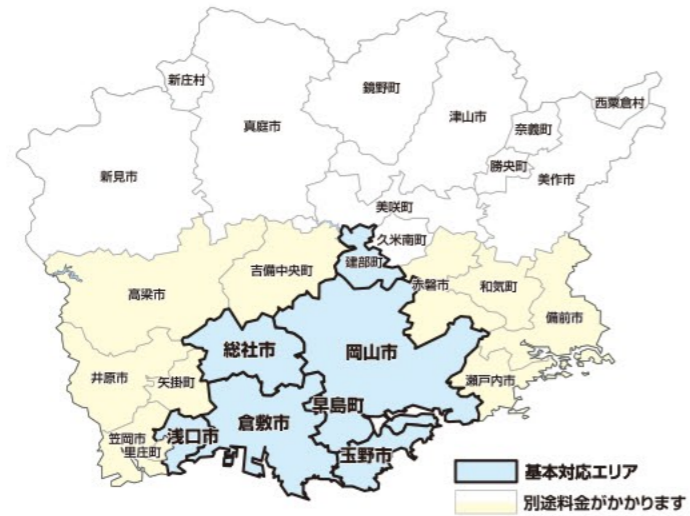 新庄村
鏡野町
西粟倉村
真庭市
津山市
奈義町
勝央町
新見市
美作市
美咲町
久米南町
建部町
吉備中央町
赤磐市
和気町
高梁市
備前市
総社市
岡山市
井原市
矢掛町
瀬戸内市
早島町
倉敷市
浅口市
笠岡市
里庄町
玉野市
基本対応エリア
別途料金がかかります